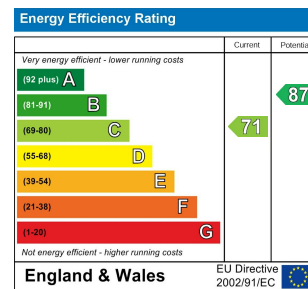 Energy Efficiency Rating
Current Potentia
Very energy efficient - lower running costs
(92 plus) A
(81-91) B
87
(69-80) C
71
(55-68) D
(39-54) E
(21-38) F
(1-20) G
Not energy efficient - higher running costs
England & Wales
EU Directive
2002/91/EC